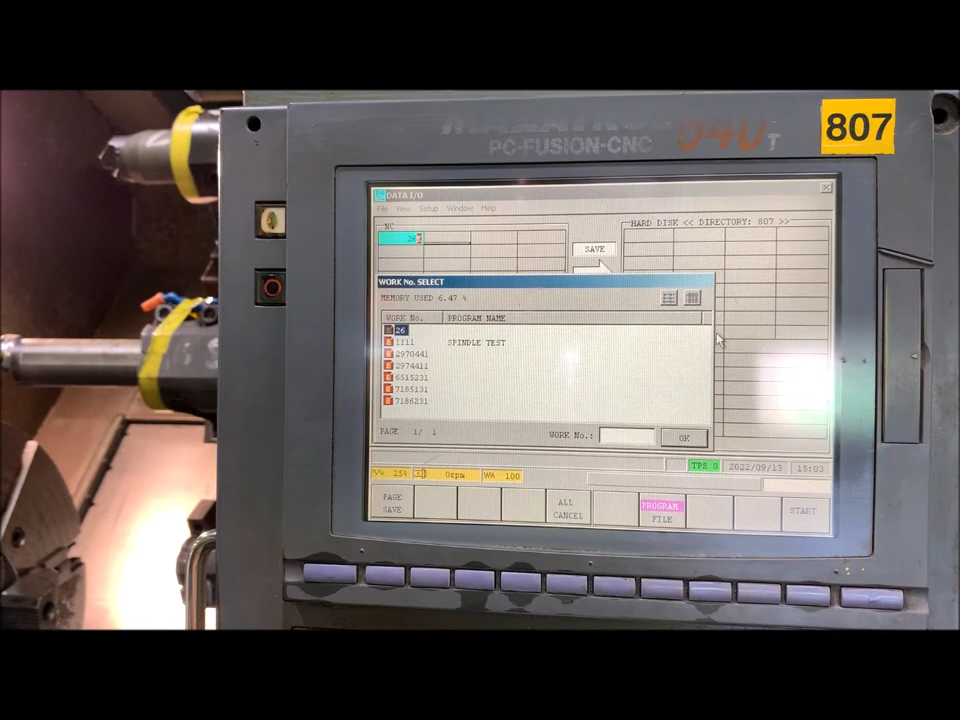 807
640T
PC-FUSION-CNC
DATA I/O
File View Setup Window Help
NC
HARD DISK << DIRECTORY: 807 >>
26
SAVE
WORK No. SELECT
MEMORY USED 6.47 %
WORK No. PROGRAM NAME
26
1111 SPINDLE TEST
2970441
2974411
6515231
7185131
7186231
PAGE 1/ 1
WORK No.:
OK
TPS 0 2022/09/13 15:03
25% 0rpm 100
PAGE SAVE
ALL CANCEL
PROGRAM FILE
START